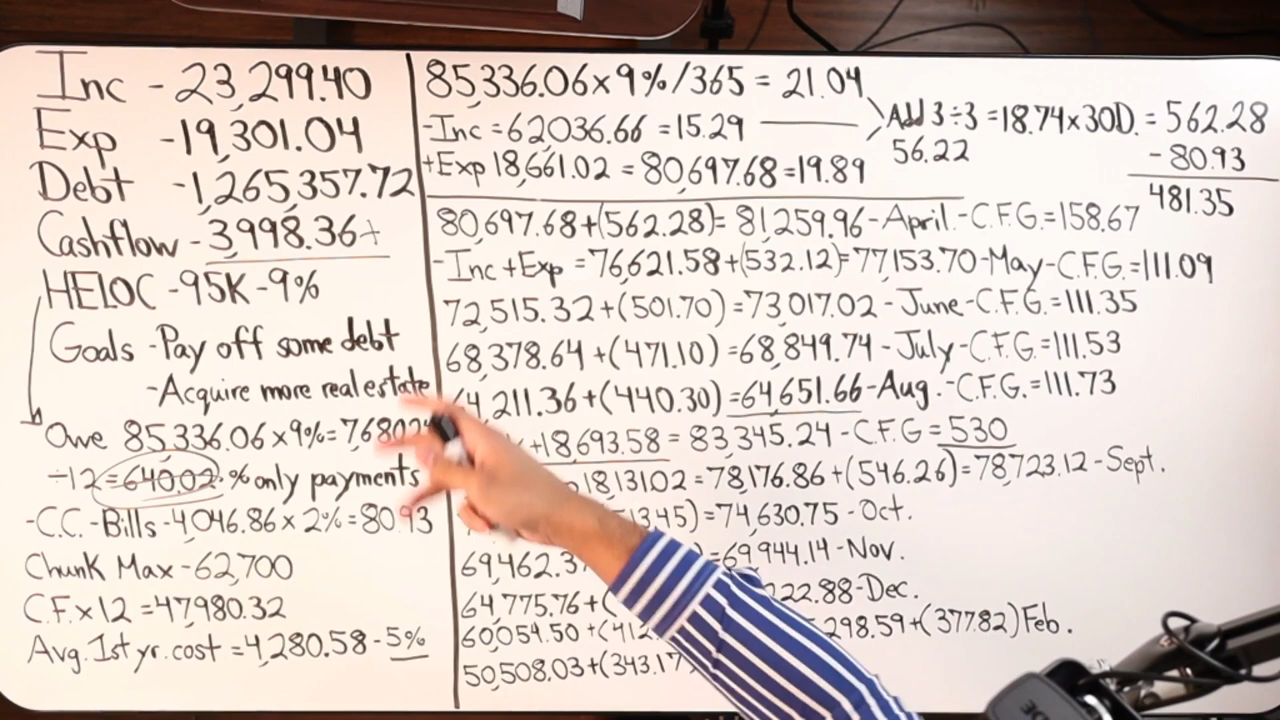 Inc - 23,299.40
Exp - 19,301.04
Debt - 1,265,357.72
Cashflow - 3,998.36+
HELOC - 95K - 9%
Goals - Pay off some debt
- Acquire more real estate
Owe 85,336.06 x 9% = 7,680.24
÷12 = 640.02 - % only payments
- C.C. - Bills - 4,046.86 x 2% = 80.93
Chunk Max - 62,700
C.F. x 12 = 47,980.32
Avg. 1st yr. cost = 4,280.58 - 5%
85,336.06 x 9% / 365 = 21.04
- Inc = 62,036.66 = 15.29
+ Exp 18,661.02 = 80,697.68 = 19.89
Add 3 ÷ 3 = 18.74 x 30D. = 562.28
56.22
- 80.93
481.35
80,697.68 + (562.28) = 81,259.96 - April - C.F.G. = 158.67
- Inc + Exp = 76,621.58 + (532.12) = 77,153.70 - May - C.F.G. = 111.09
72,515.32 + (501.70) = 73,017.02 - June - C.F.G. = 111.35
68,378.64 + (471.10) = 68,849.74 - July - C.F.G. = 111.53
64,211.36 + (440.30) = 64,651.66 - Aug. - C.F.G. = 111.73
+ 18,693.58 = 83,345.24 - C.F.G = 530
18,131.02 = 78,176.86 + (546.26) = 78,723.12 - Sept.
13.45) = 74,630.75 - Oct.
69,462.3 = 69,944.14 - Nov.
64,775.76 + ( 22.88 - Dec.
60,054.50 + (412 298.59 + (377.82) Feb.
50,508.03 + (343.17